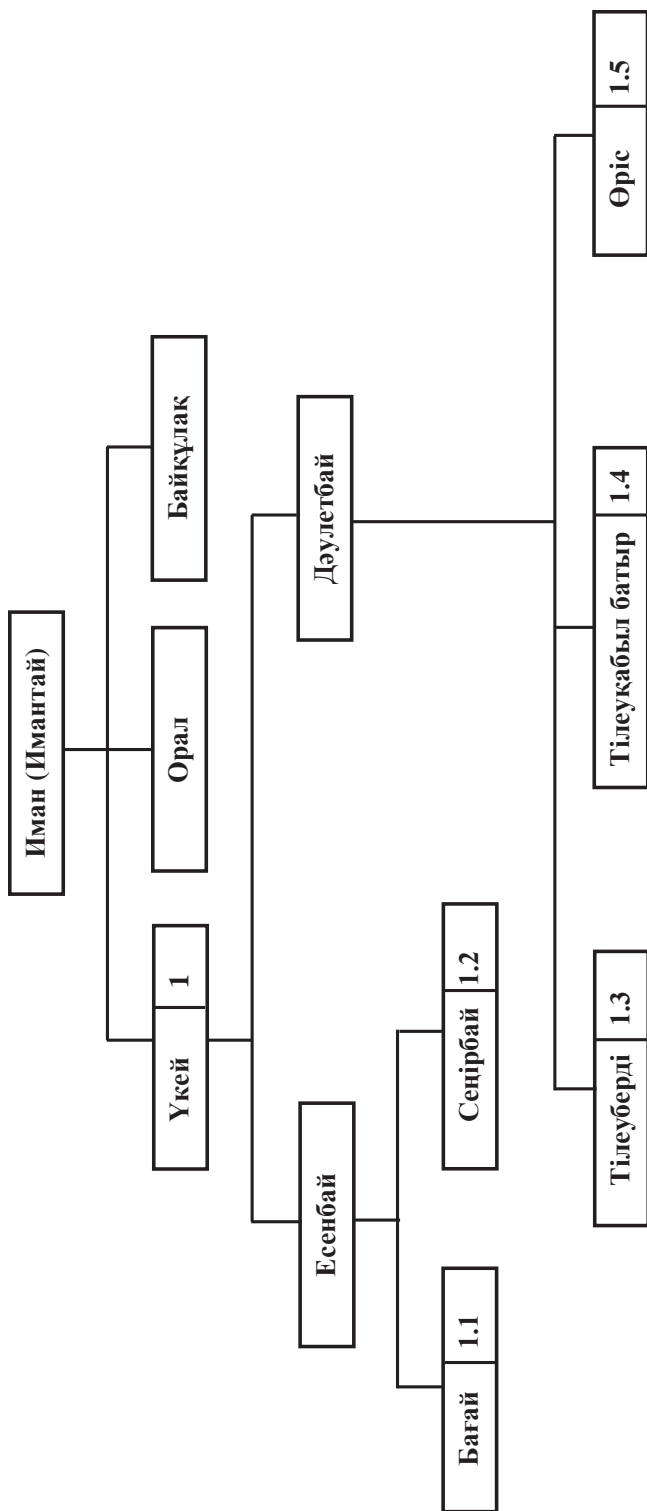 Иман (Имантай)
Үкей 1
Орал
Байқұлақ
Есенбай
Дәулетбай
Бағай 1.1
Сеңірбай 1.2
Тілеуберді 1.3
Тілеуқабыл батыр 1.4
Өріс 1.5